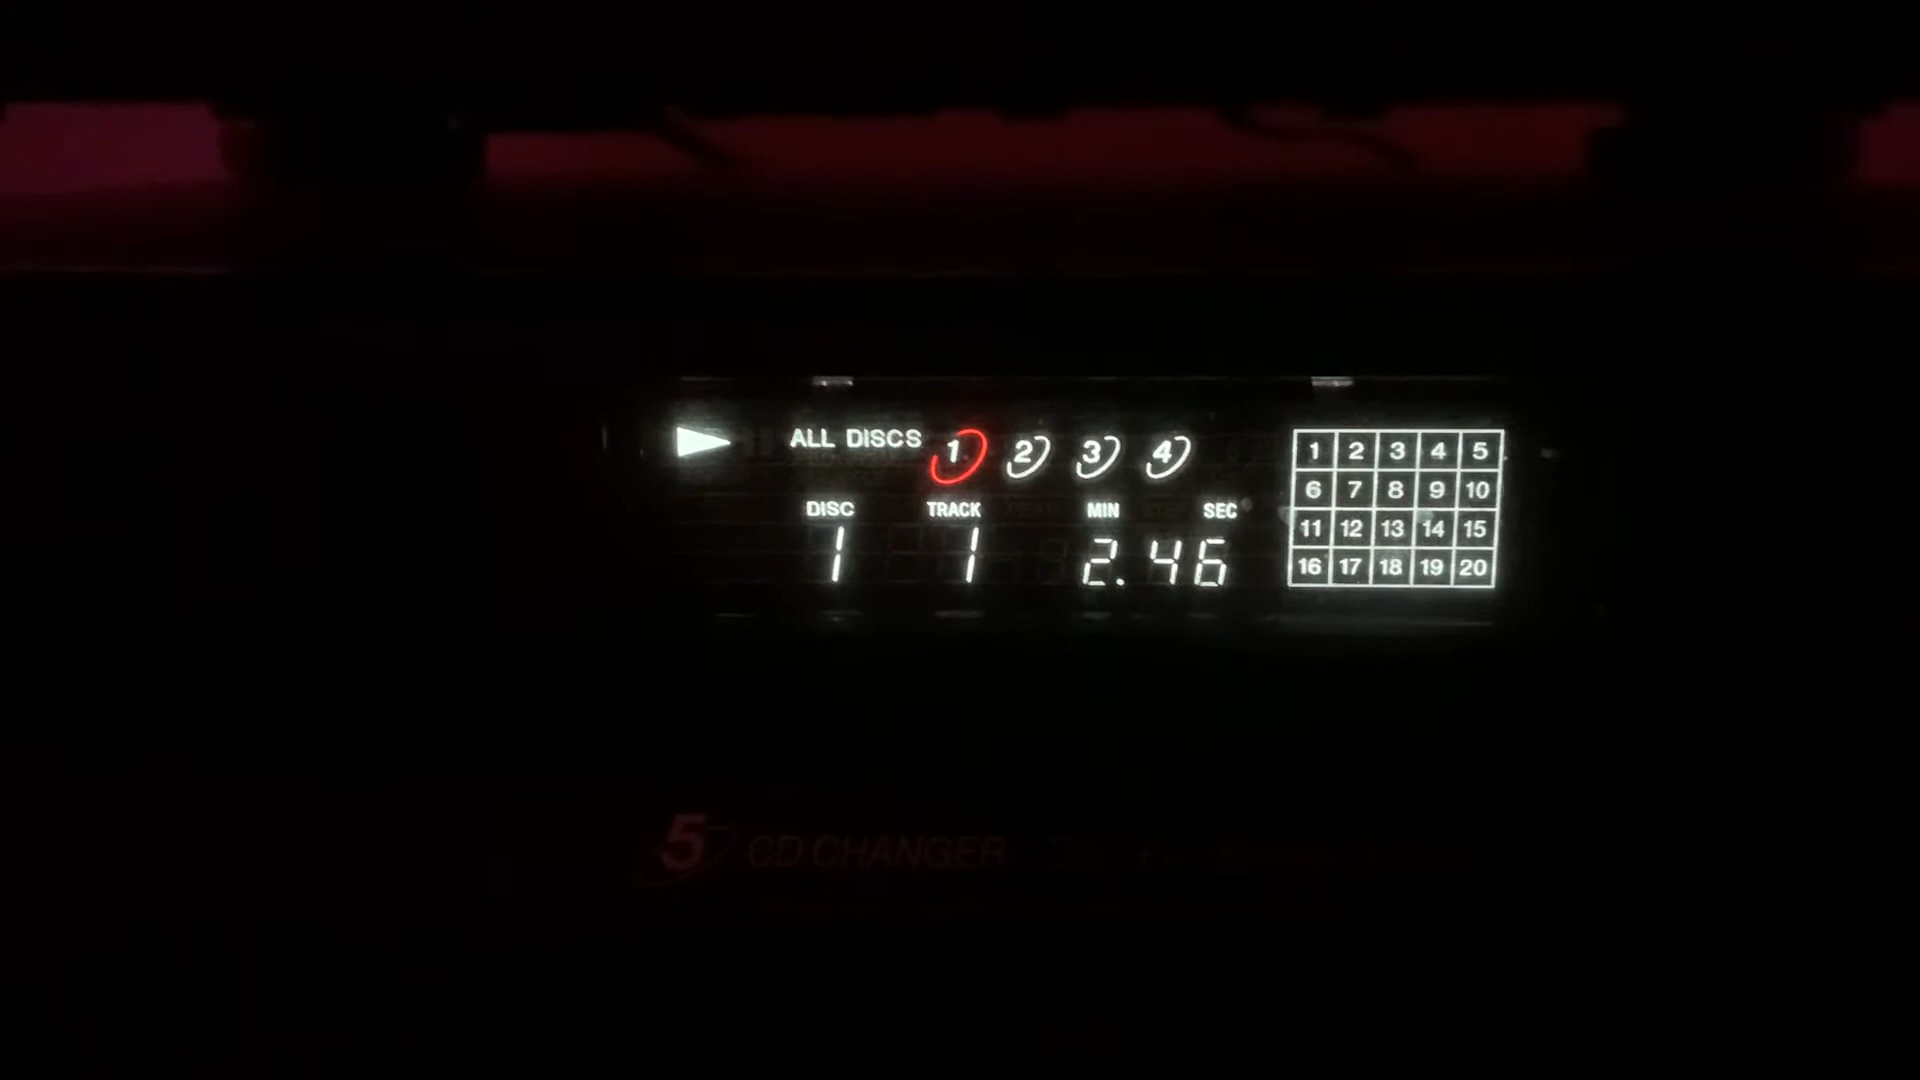 ALL DISCS 1 2 3 4
DISC TRACK MIN SEC
1 1 2.46
1 2 3 4 5
6 7 8 9 10
11 12 13 14 15
16 17 18 19 20
5 CD CHANGER